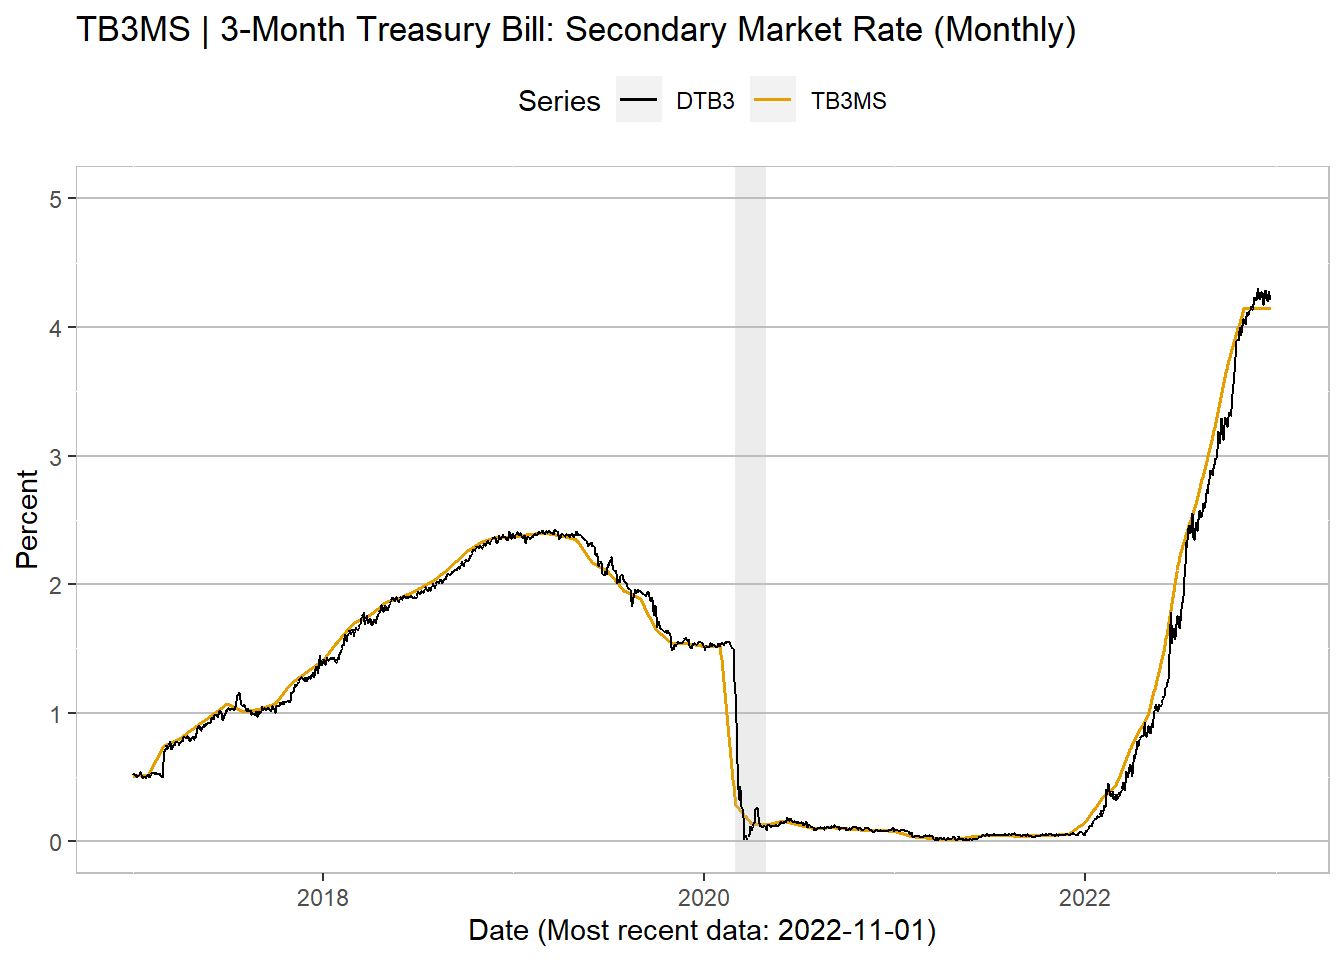 TB3MS | 3-Month Treasury Bill: Secondary Market Rate (Monthly)
Series DTB3 TB3MS
5
4
3
2
1
0
Percent
2018 2020 2022
Date (Most recent data: 2022-11-01)